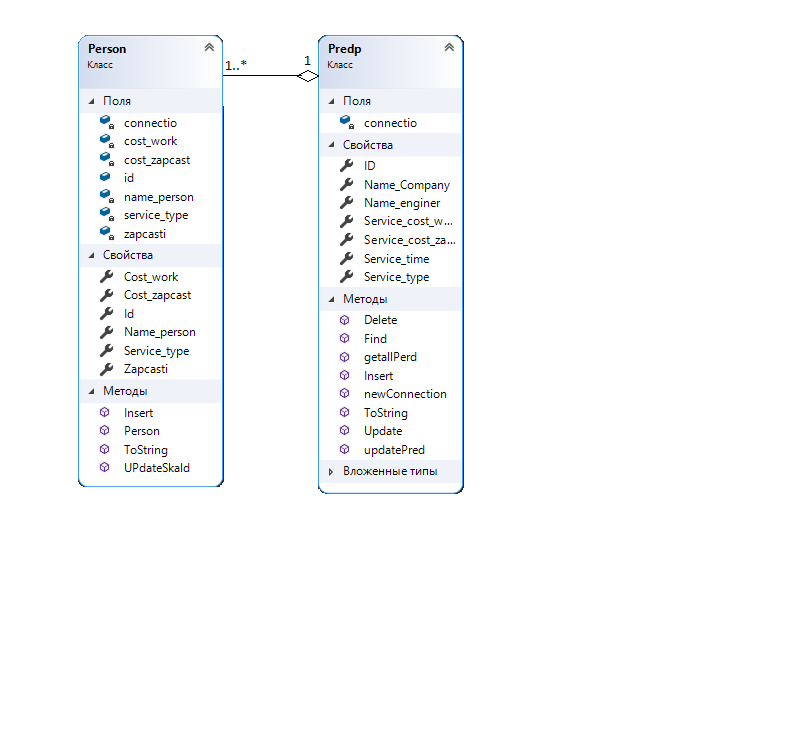 Person
Класс
Поля
connectio
cost_work
cost_zapcast
id
name_person
service_type
zapcasti
Свойства
Cost_work
Cost_zapcast
Id
Name_person
Service_type
Zapcasti
Методы
Insert
Person
ToString
UPdateSkald
1..*
1
Predp
Класс
Поля
connectio
Свойства
ID
Name_Company
Name_enginer
Service_cost_w...
Service_cost_za...
Service_time
Service_type
Методы
Delete
Find
getallPerd
Insert
newConnection
ToString
Update
updatePred
Вложенные типы